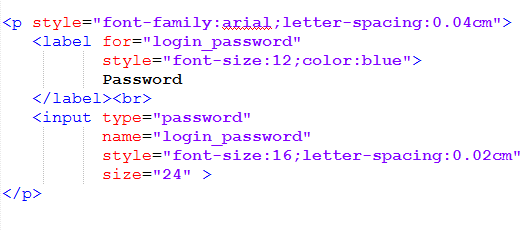 <p style="font-family:arial;letter-spacing:0.04cm">
<label for="login_password"
style="font-size:12;color:blue">
Password
</label><br>
<input type="password"
name="login_password"
style="font-size:16;letter-spacing:0.02cm"
size="24" >
</p>